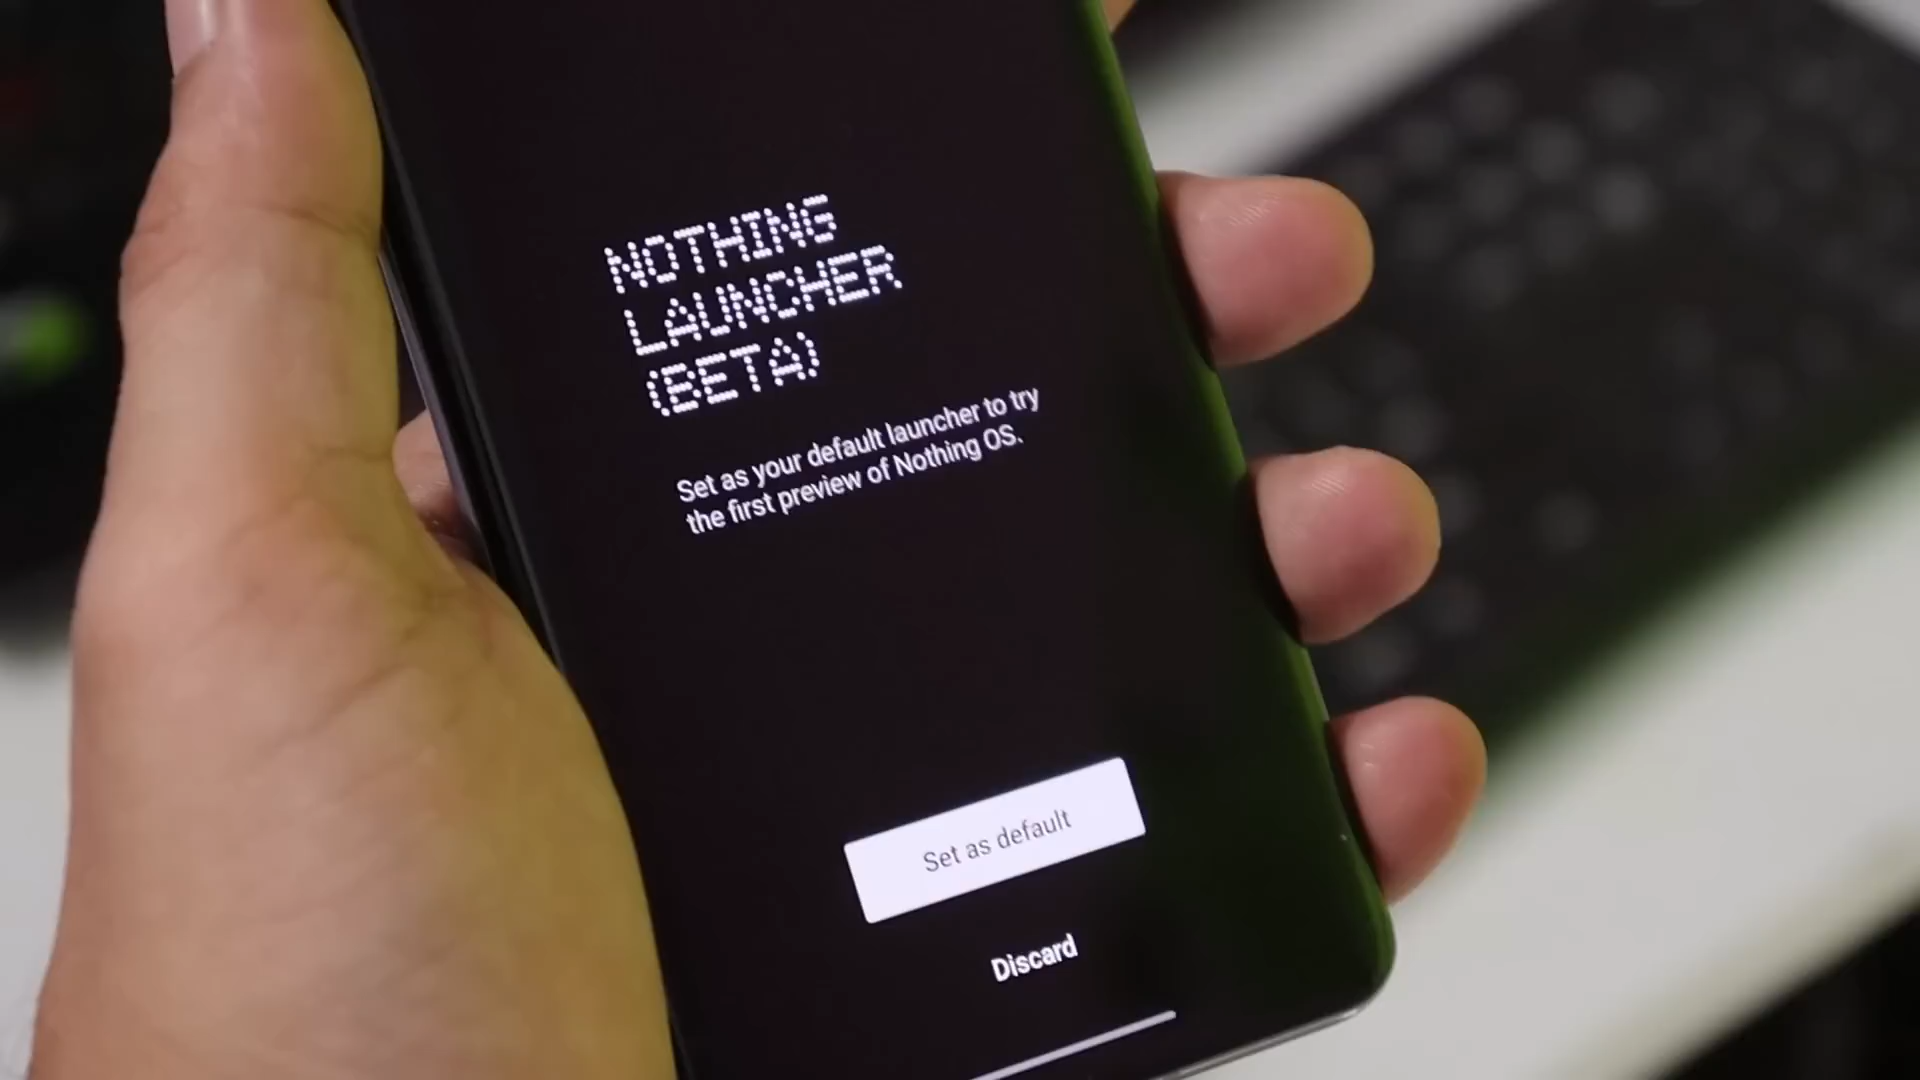 NOTHING
LAUNCHER
(BETA)
Set as your default launcher to try
the first preview of Nothing OS.
Set as default
Discard